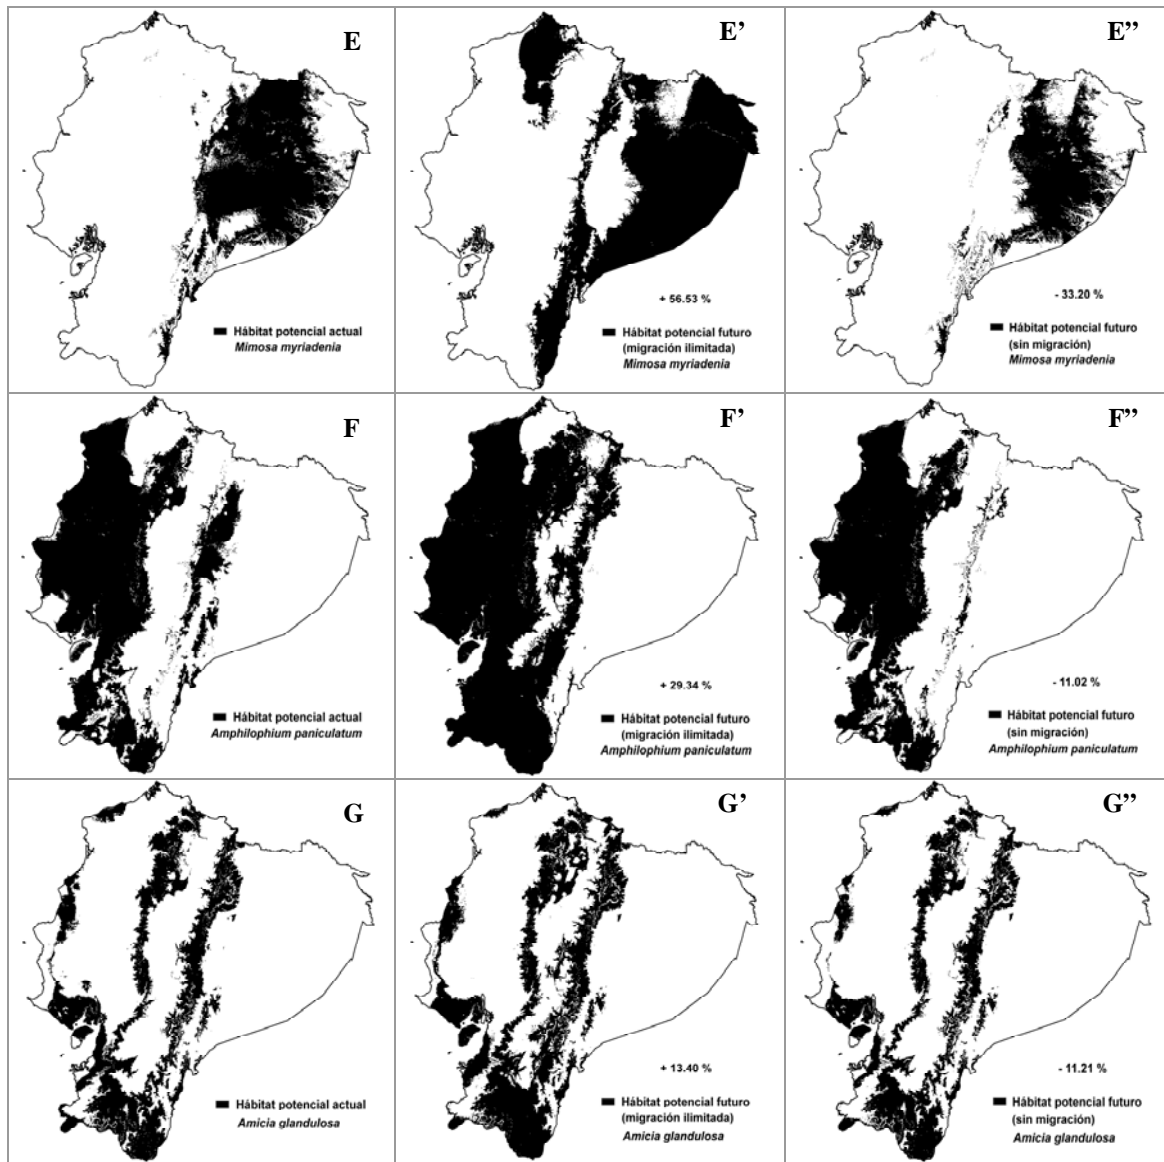 E
Hábitat potencial actual
Mimosa myriadenia
E’
+ 56.53 %
Hábitat potencial futuro
(migración ilimitada)
Mimosa myriadenia
E’’
- 33.20 %
Hábitat potencial futuro
(sin migración)
Mimosa myriadenia
F
Hábitat potencial actual
Amphilophium paniculatum
F’
+ 29.34 %
Hábitat potencial futuro
(migración ilimitada)
Amphilophium paniculatum
F’’
- 11.02 %
Hábitat potencial futuro
(sin migración)
Amphilophium paniculatum
G
Hábitat potencial actual
Amicia glandulosa
G’
+ 13.40 %
Hábitat potencial futuro
(migración ilimitada)
Amicia glandulosa
G’’
- 11.21 %
Hábitat potencial futuro
(sin migración)
Amicia glandulosa